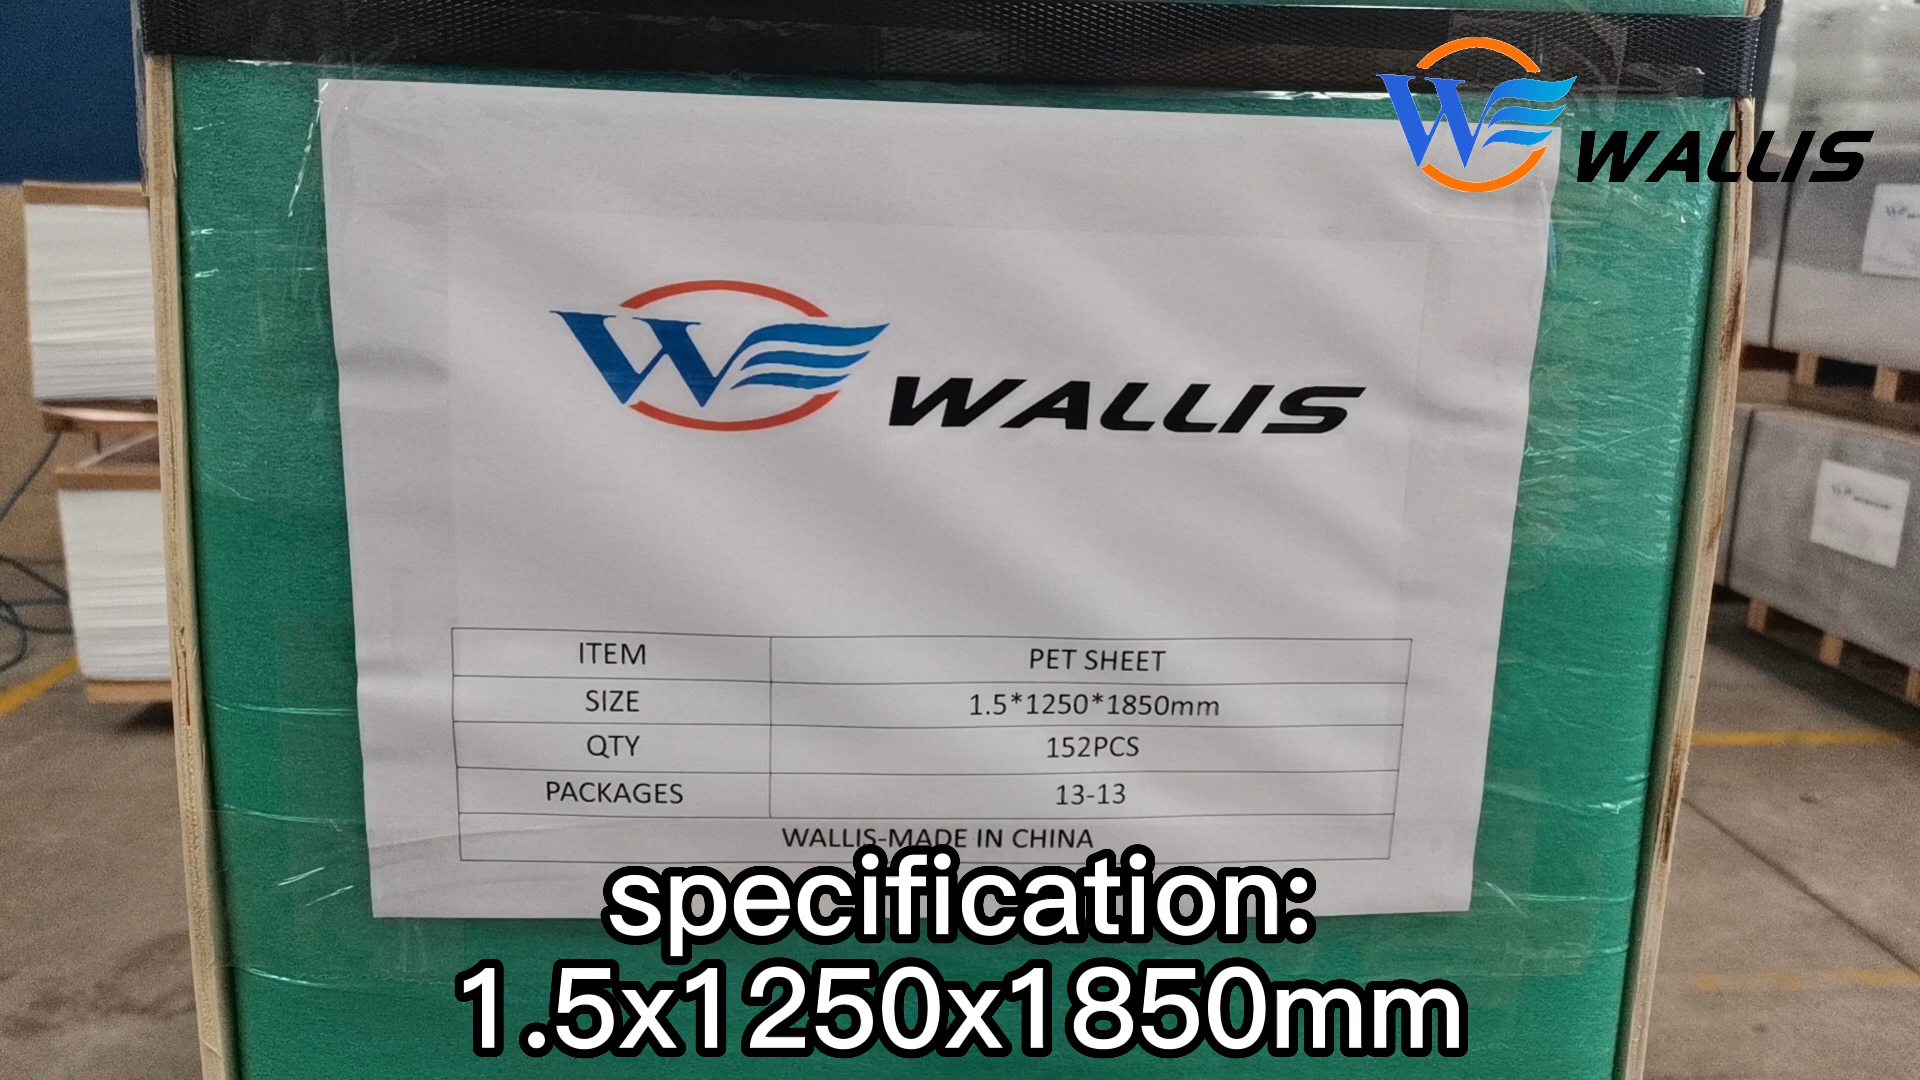 WALLIS
WALLIS
ITEM PET SHEET
SIZE 1.5*1250*1850mm
QTY 152PCS
PACKAGES 13-13
WALLIS-MADE IN CHINA
specification:
1.5x1250x1850mm